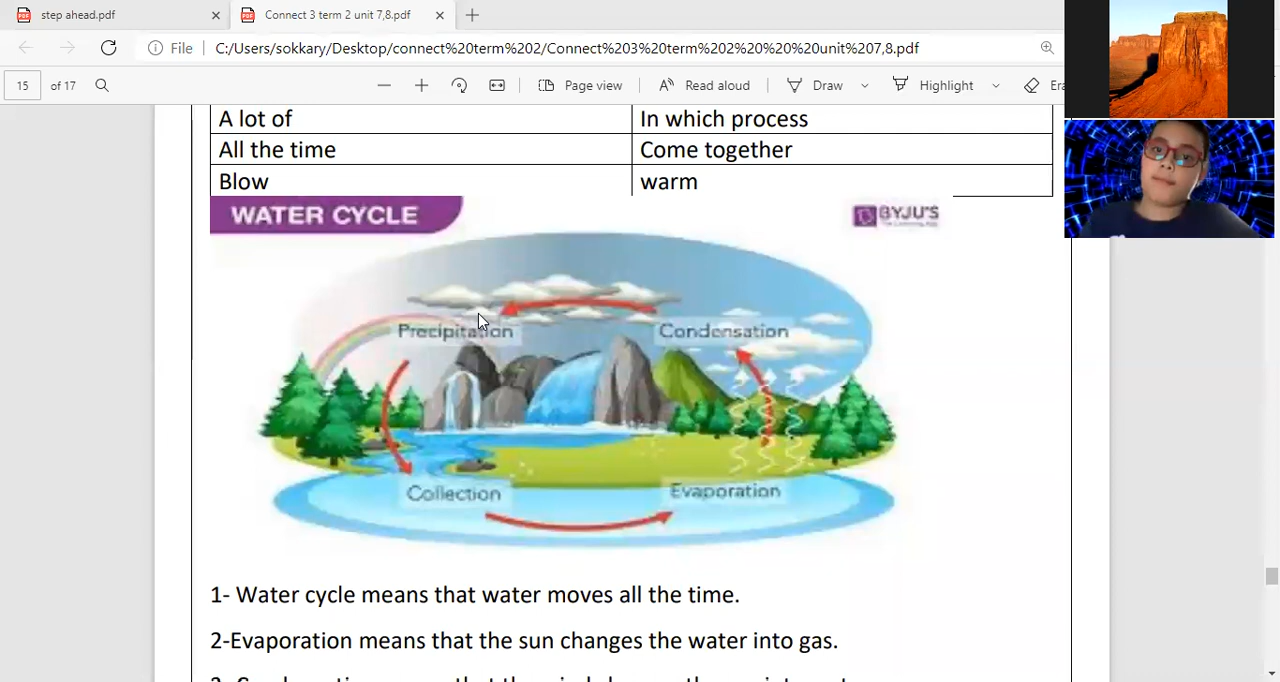 step ahead.pdf
Connect 3 term 2 unit 7,8.pdf
File
C:/Users/sokkary/Desktop/connect%20term%202/Connect%203%20term%202%20%20%20unit%207,8.pdf
15 of 17
Page view
Read aloud
Draw
Highlight
Era
A lot of In which process
All the time Come together
Blow warm
WATER CYCLE
BYJU'S
The Learning App
Precipitation Condensation
Collection Evaporation
1- Water cycle means that water moves all the time.
2-Evaporation means that the sun changes the water into gas.